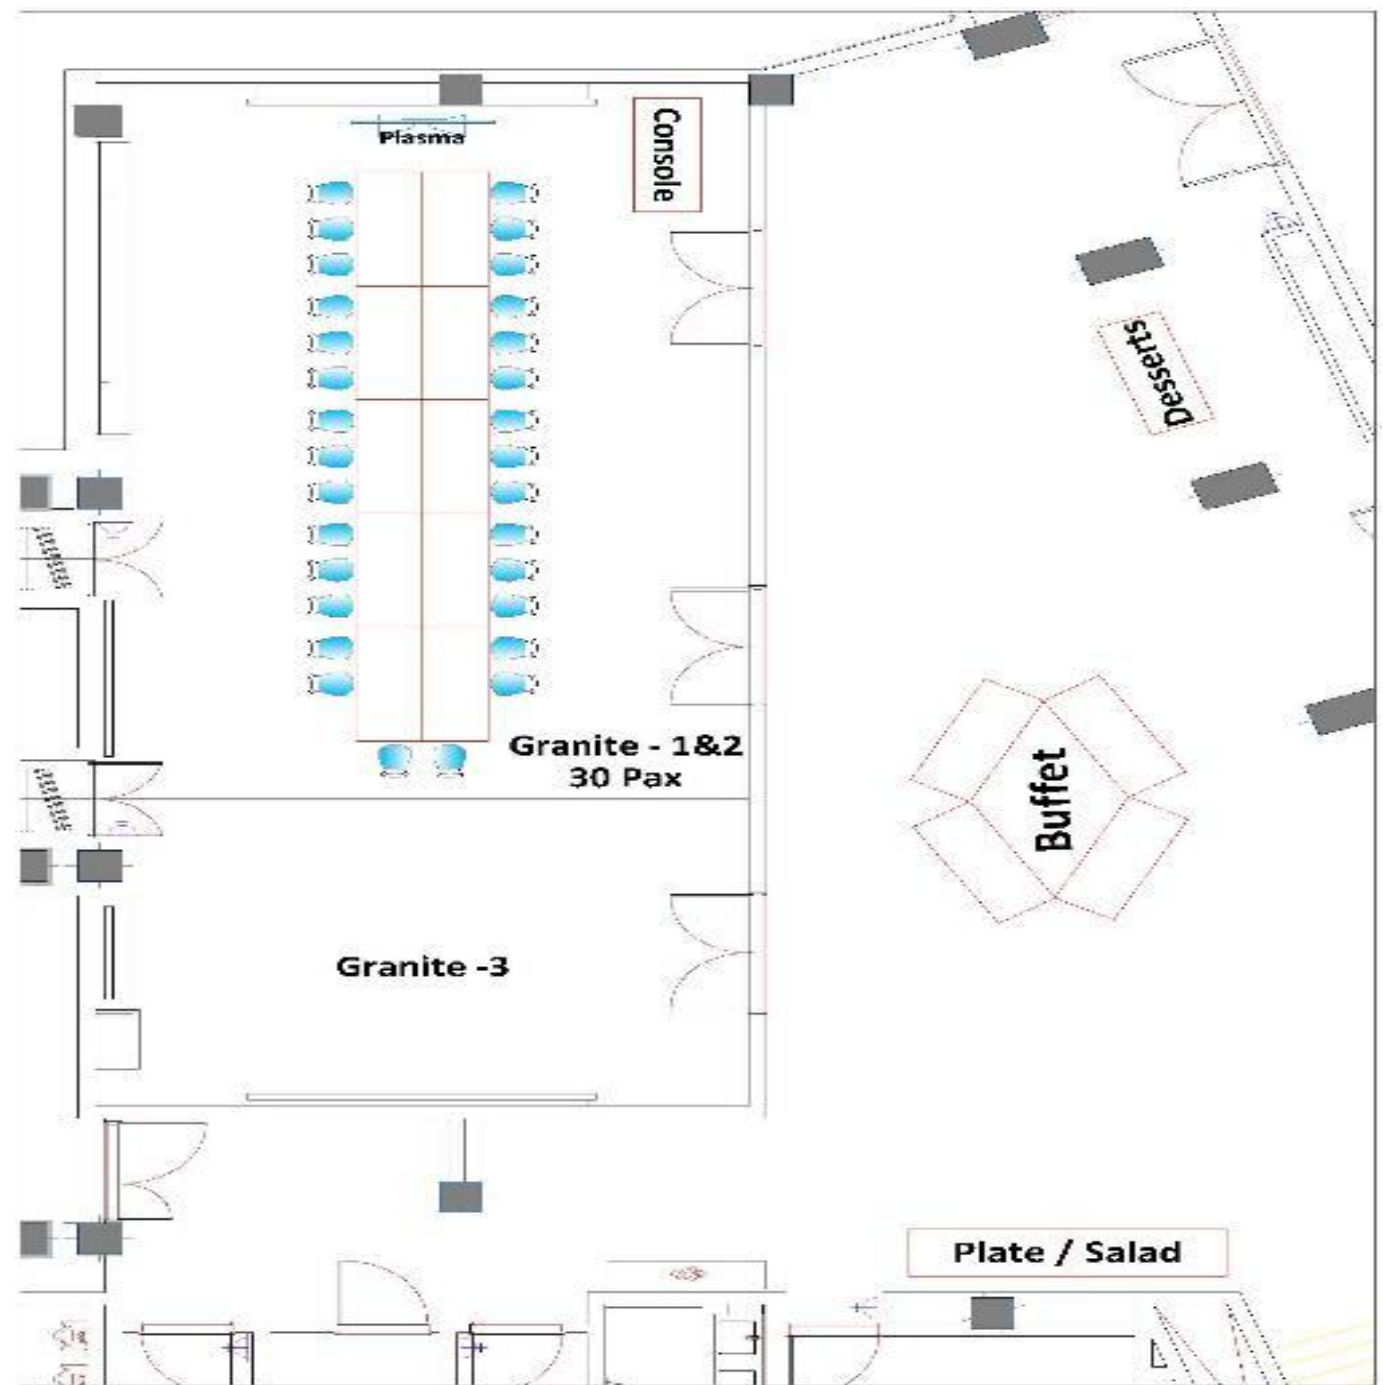 Plasma
Console
Desserts
Granite - 1&2
30 Pax
Buffet
Granite -3
Plate / Salad